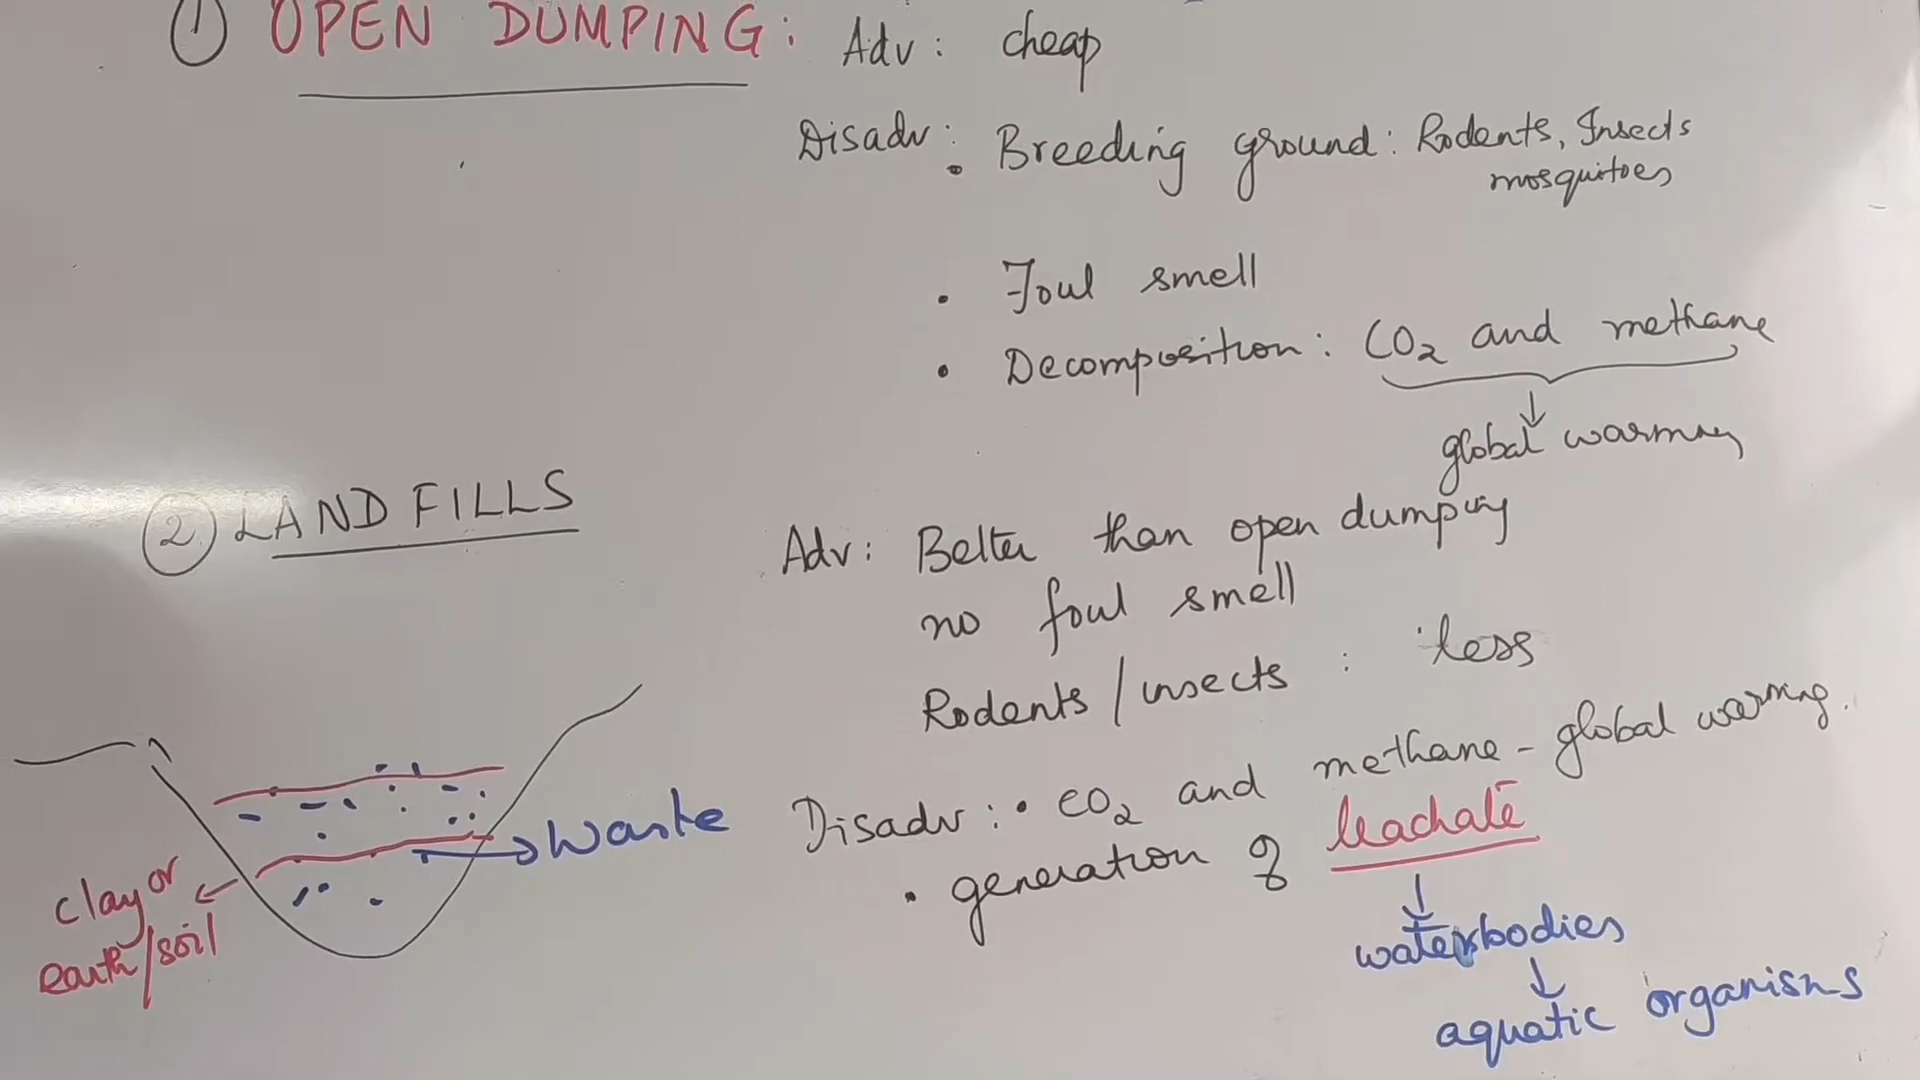 ① OPEN DUMPING: Adv: cheap
Disadv: • Breeding ground: Rodents, Insects
mosquitoes
• Foul smell
• Decomposition: CO₂ and methane
↓
global warming
② LAND FILLS
Adv: Better than open dumping
no foul smell
Rodents/insects : less
Disadv: • CO₂ and methane - global warming.
• generation of leachate
→ Waste
clay or ←
earth/soil
↓
waterbodies
↓
aquatic organisms